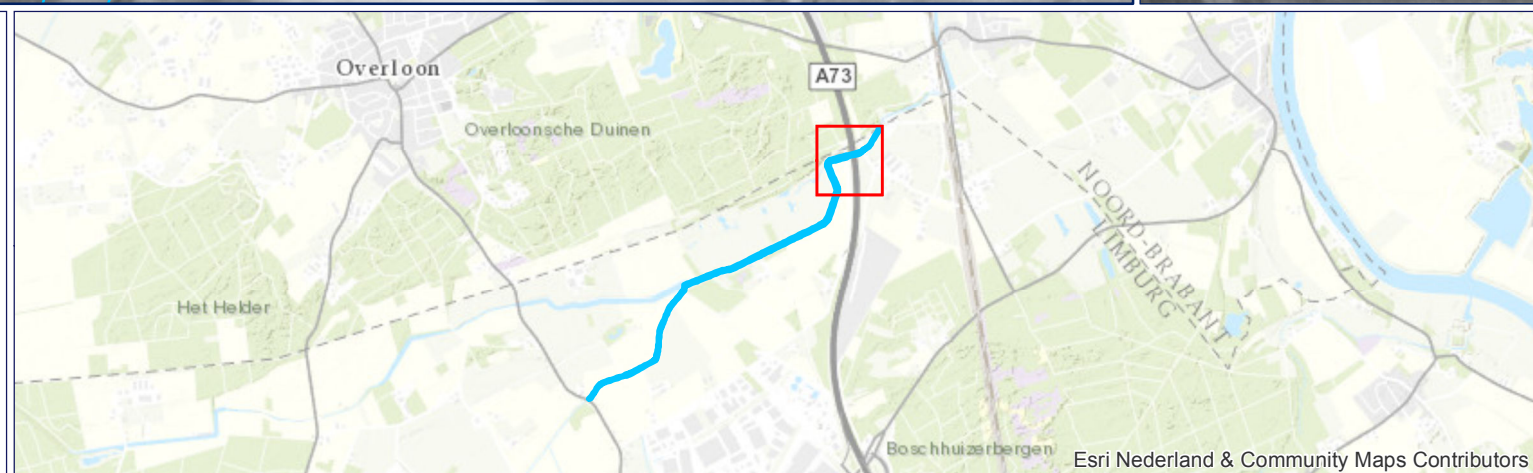 Overloon
A73
Overloonsche Duinen
NOORD-BRABANT
LIMBURG
Het Helder
Boschhuizerbergen
Esri Nederland & Community Maps Contributors